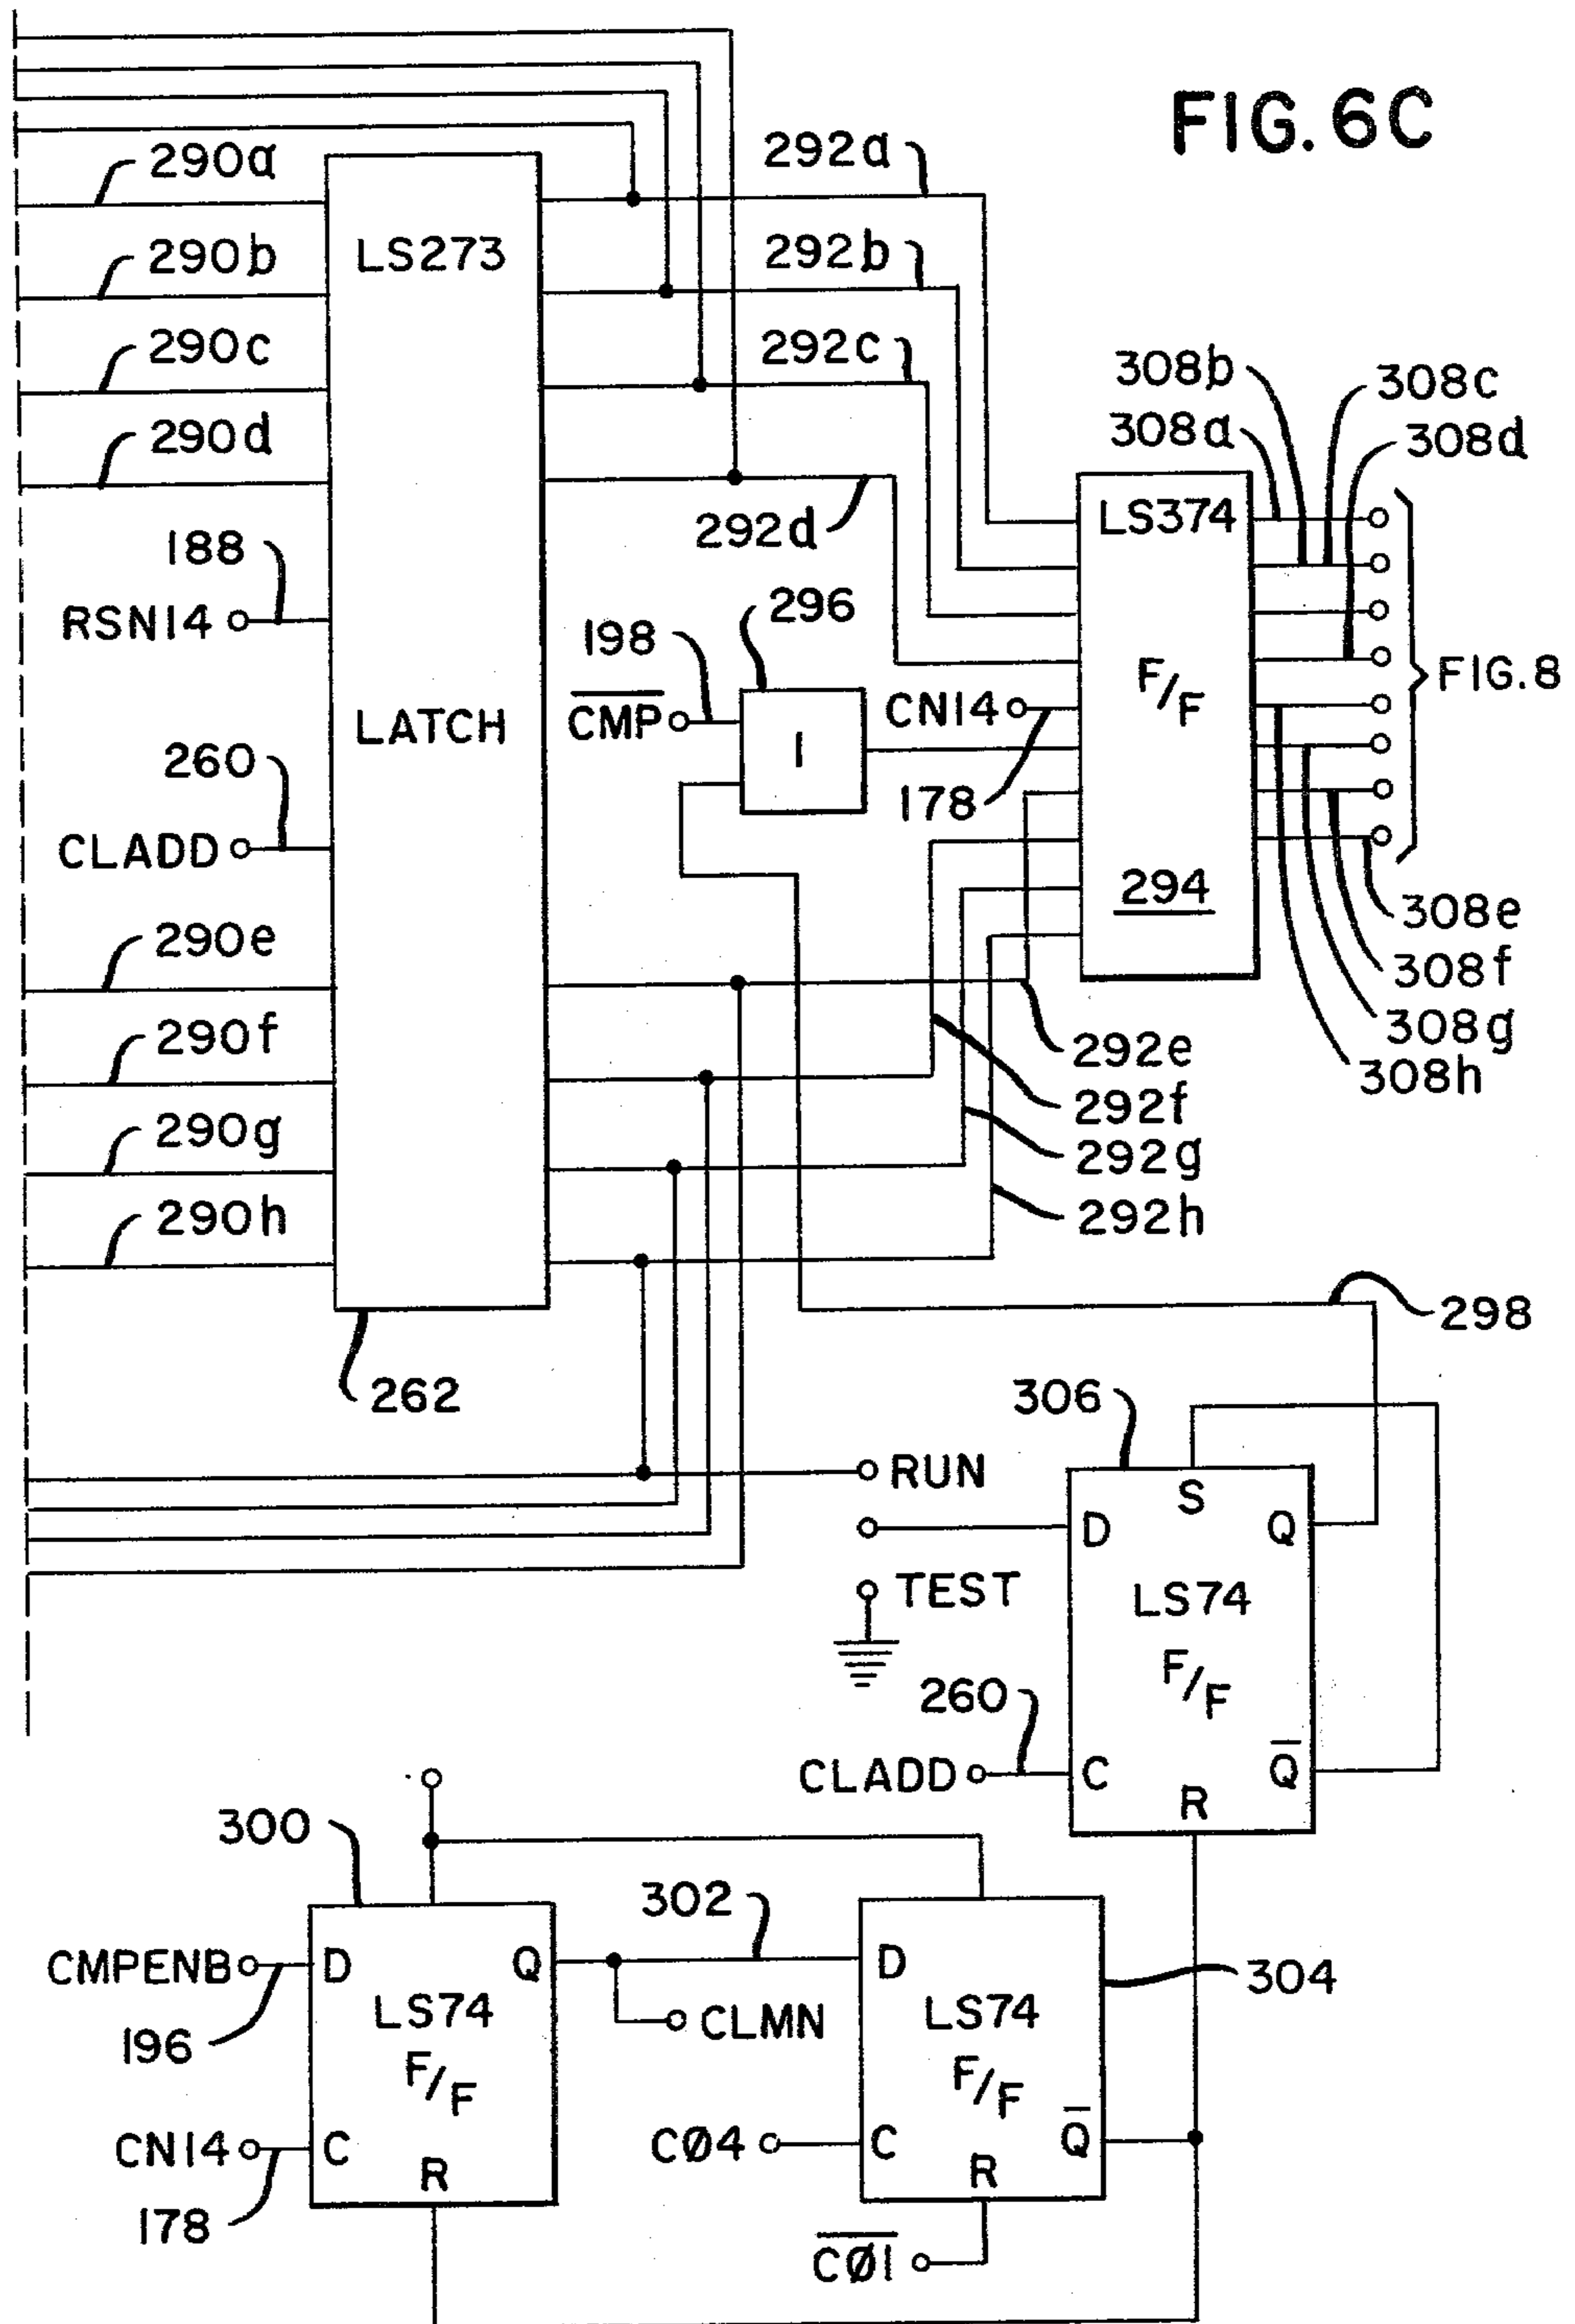 FIG. 6C
290a
292a
LS273
290b
292b
290c
292c
308b
308c
308a
308d
290d
LS374
292d
188
RSN14
296
198
F/F
FIG. 8
CMP
CN14
LATCH
I
260
178
CLADD
294
308e
290e
308f
308g
290f
292e
308h
292f
290g
292g
290h
292h
298
262
306
RUN
S
D
Q
TEST
LS74
F/F
260
CLADD
C
Q
R
300
302
CMPENB
D
Q
D
304
196
LS74
CLMN
LS74
F/F
F/F
CN14
C
CØ4
C
Q
R
R
178
CØ1